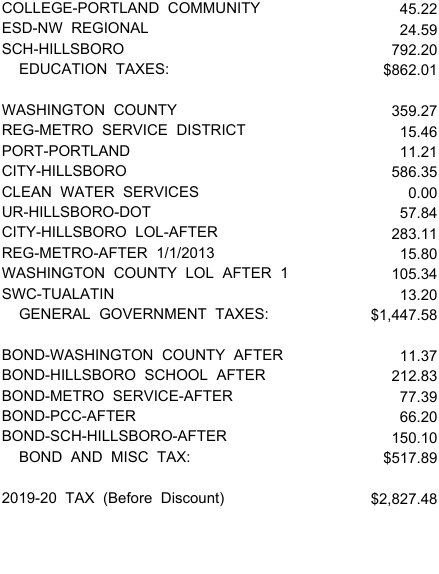 COLLEGE-PORTLAND COMMUNITY 45.22
ESD-NW REGIONAL 24.59
SCH-HILLSBORO 792.20
EDUCATION TAXES: $862.01
WASHINGTON COUNTY 359.27
REG-METRO SERVICE DISTRICT 15.46
PORT-PORTLAND 11.21
CITY-HILLSBORO 586.35
CLEAN WATER SERVICES 0.00
UR-HILLSBORO-DOT 57.84
CITY-HILLSBORO LOL-AFTER 283.11
REG-METRO-AFTER 1/1/2013 15.80
WASHINGTON COUNTY LOL AFTER 1 105.34
SWC-TUALATIN 13.20
GENERAL GOVERNMENT TAXES: $1,447.58
BOND-WASHINGTON COUNTY AFTER 11.37
BOND-HILLSBORO SCHOOL AFTER 212.83
BOND-METRO SERVICE-AFTER 77.39
BOND-PCC-AFTER 66.20
BOND-SCH-HILLSBORO-AFTER 150.10
BOND AND MISC TAX: $517.89
2019-20 TAX (Before Discount) $2,827.48